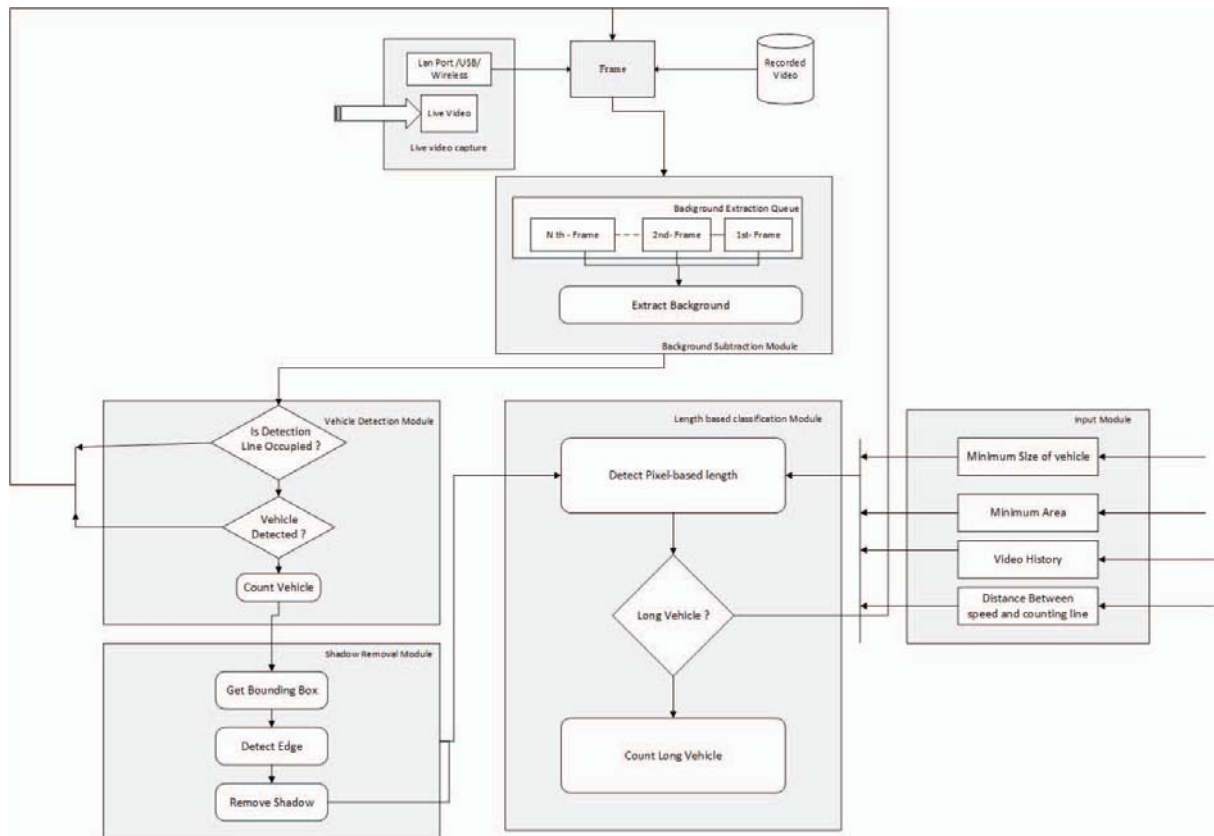 Lan Port /USB/
Wireless
Live Video
Live video capture
Frame
Recorded
Video
Background Extraction Queue
N th - Frame
2nd- Frame
1st- Frame
Extract Background
Background Subtraction Module
Vehicle Detection Module
Is Detection
Line Occupied ?
Vehicle
Detected ?
Count Vehicle
Shadow Removal Module
Get Bounding Box
Detect Edge
Remove Shadow
Length based classification Module
Detect Pixel-based length
Long Vehicle ?
Count Long Vehicle
Input Module
Minimum Size of vehicle
Minimum Area
Video History
Distance Between
speed and counting line